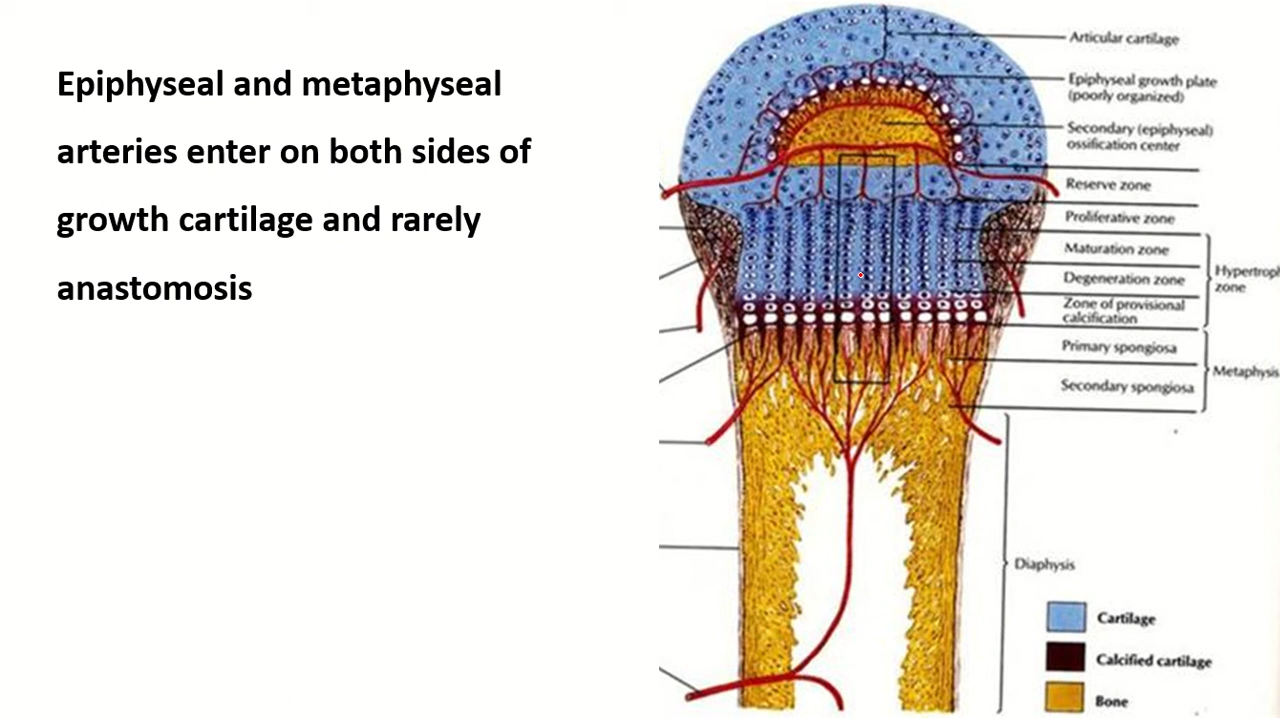 Epiphyseal and metaphyseal
arteries enter on both sides of
growth cartilage and rarely
anastomosis
Articular cartilage
Epiphyseal growth plate
(poorly organized)
Secondary (epiphyseal)
ossification center
Reserve zone
Proliferative zone
Maturation zone
Degeneration zone
Zone of provisional
calcification
Hypertroph
zone
Primary spongiosa
Secondary spongiosa
Metaphysis
Diaphysis
Cartilage
Calcified cartilage
Bone